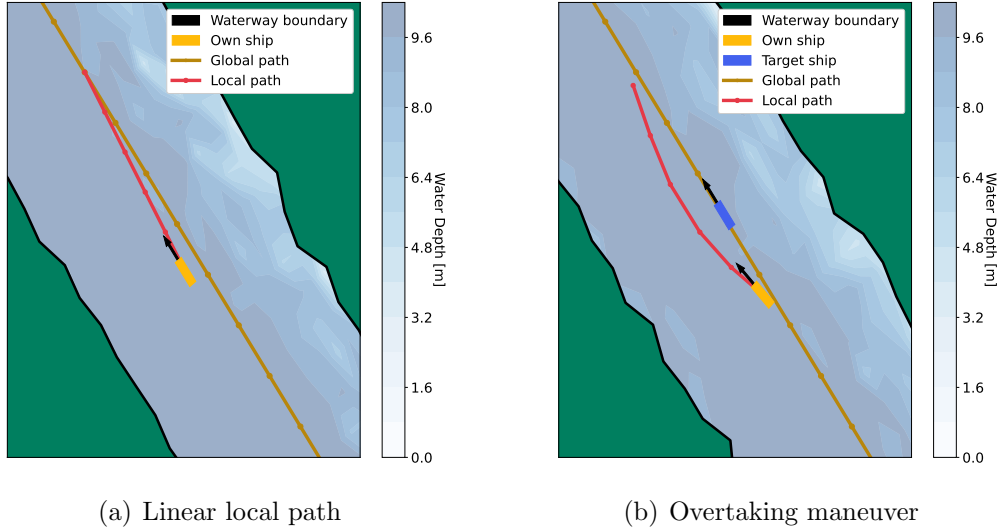 Waterway boundary
Own ship
Global path
Local path
9.6
8.0
6.4
4.8
3.2
1.6
0.0
Water Depth [m]
Waterway boundary
Own ship
Target ship
Global path
Local path
9.6
8.0
6.4
4.8
3.2
1.6
0.0
Water Depth [m]
(a) Linear local path
(b) Overtaking maneuver